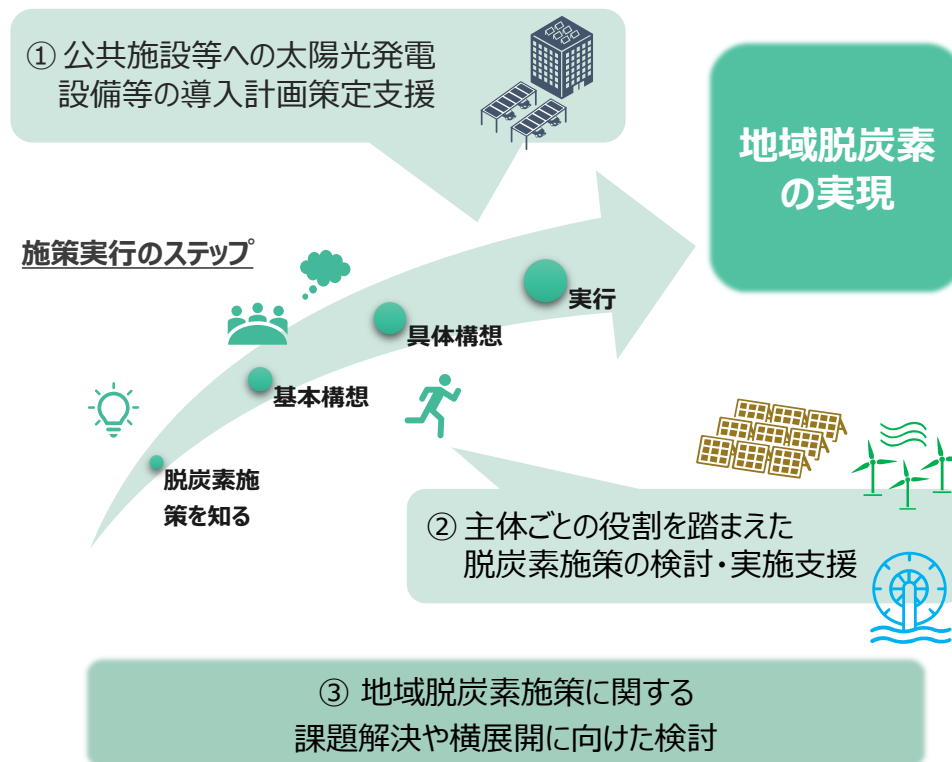 ① 公共施設等への太陽光発電
設備等の導入計画策定支援
地域脱炭素
の実現
施策実行のステップ
実行
具体構想
基本構想
脱炭素施
策を知る
② 主体ごとの役割を踏まえた
脱炭素施策の検討・実施支援
③ 地域脱炭素施策に関する
課題解決や横展開に向けた検討